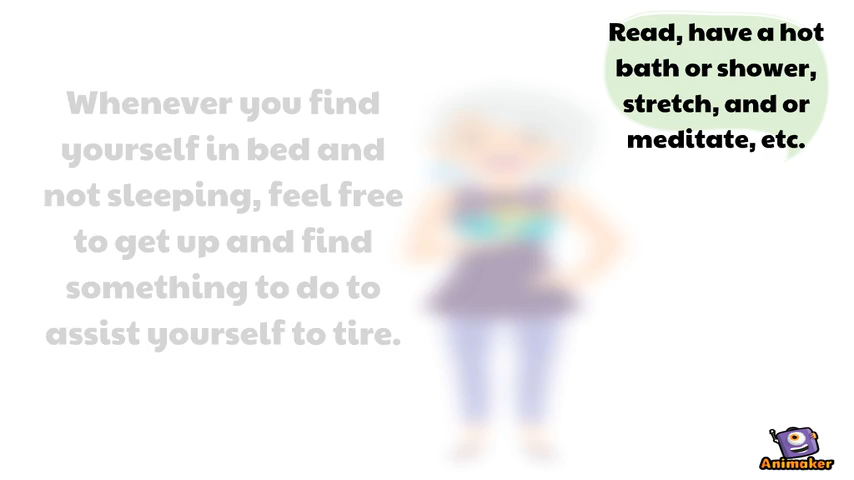 Whenever you find
yourself in bed and
not sleeping, feel free
to get up and find
something to do to
assist yourself to tire.
Read, have a hot
bath or shower,
stretch, and or
meditate, etc.
Animaker